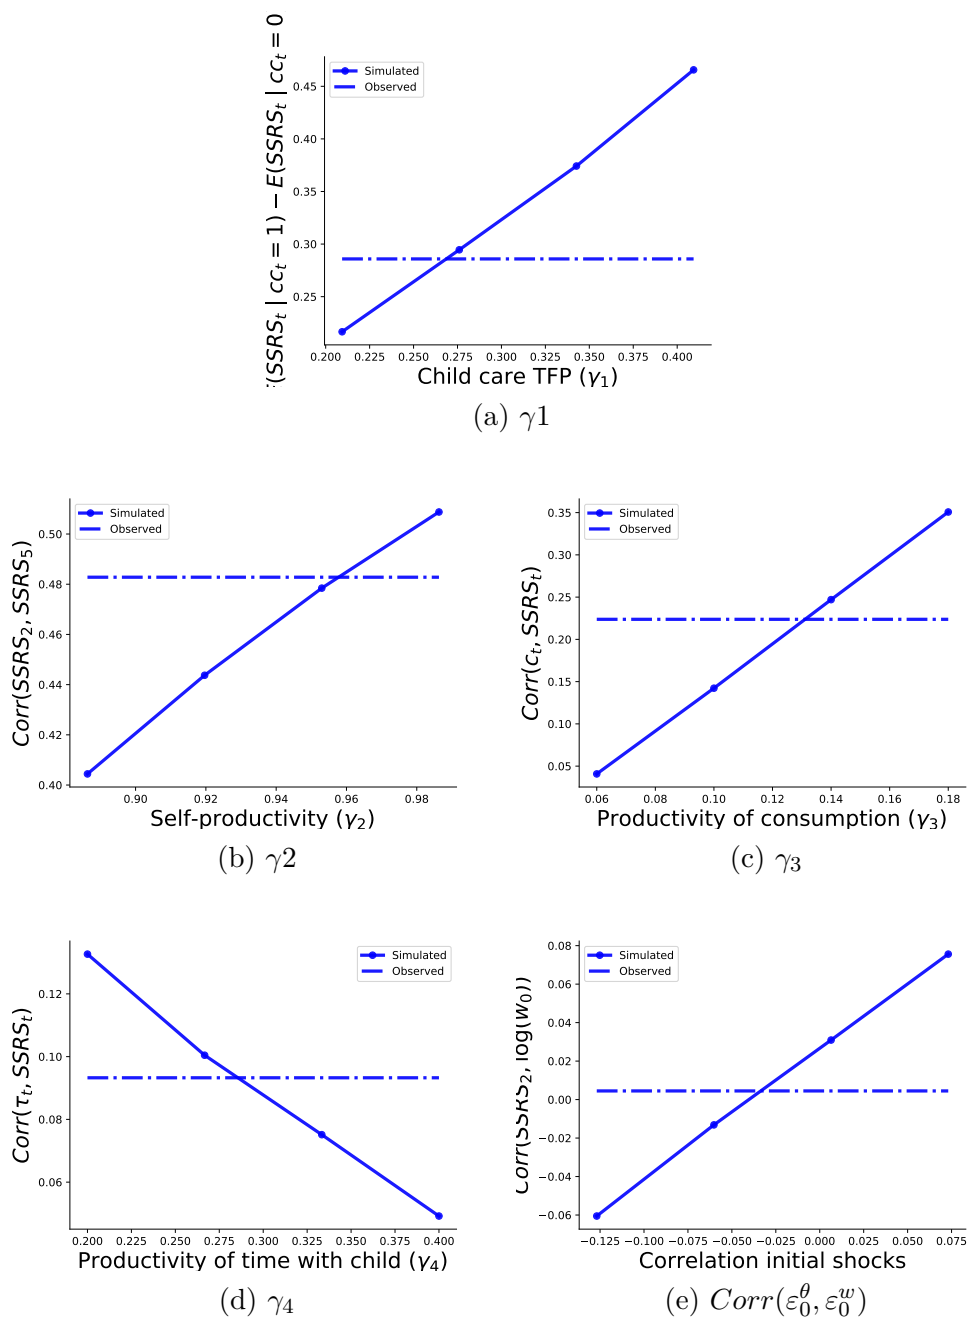 E(SSRS_t | cc_t = 1) − E(SSRS_t | cc_t = 0
Simulated
Observed
0.45
0.40
0.35
0.30
0.25
0.200 0.225 0.250 0.275 0.300 0.325 0.350 0.375 0.400
Child care TFP (γ₁)
(a) γ1
Corr(SSRS₂, SSRS₅)
Simulated
Observed
0.50
0.48
0.46
0.44
0.42
0.40
0.90 0.92 0.94 0.96 0.98
Self-productivity (γ₂)
(b) γ2
Corr(c_t, SSRS_t)
Simulated
Observed
0.35
0.30
0.25
0.20
0.15
0.10
0.05
0.06 0.08 0.10 0.12 0.14 0.16 0.18
Productivity of consumption (γ₃)
(c) γ₃
Corr(τ_t, SSRS_t)
Simulated
Observed
0.12
0.10
0.08
0.06
0.200 0.225 0.250 0.275 0.300 0.325 0.350 0.375 0.400
Productivity of time with child (γ₄)
(d) γ₄
Corr(SSRS₂, log(w₀))
Simulated
Observed
0.08
0.06
0.04
0.02
0.00
−0.02
−0.04
−0.06
−0.125 −0.100 −0.075 −0.050 −0.025 0.000 0.025 0.050 0.075
Correlation initial shocks
(e) Corr(ε₀^θ, ε₀^w)